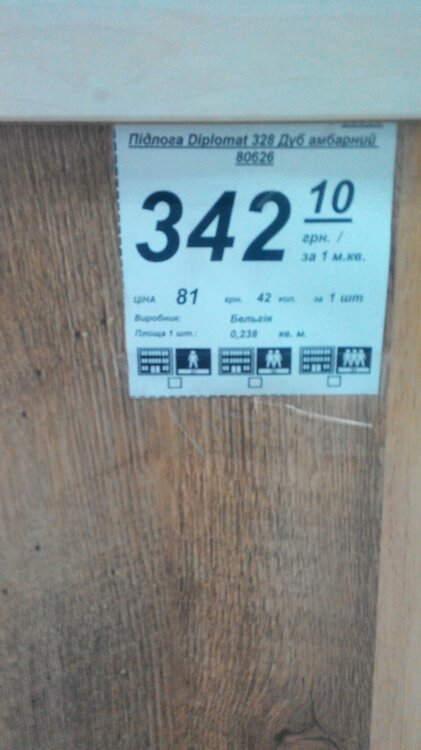 Підлога Diplomat 328 Дуб амбарний
80626
342 10
грн. /
за 1 м.кв.
ЦІНА 81 грн. 42 коп. за 1 шт
Виробник: Бельгія
Площа 1 шт.: 0,238 кв. м.